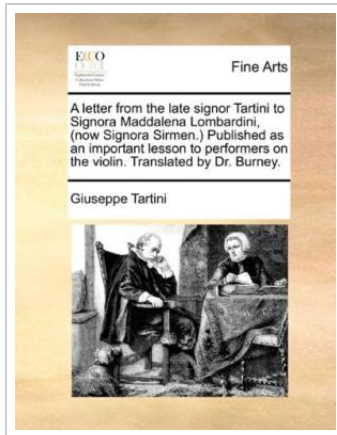 ECCO
Fine Arts
A letter from the late signor Tartini to
Signora Maddalena Lombardini,
(now Signora Sirmen.) Published as
an important lesson to performers on
the violin. Translated by Dr. Burney.
Giuseppe Tartini